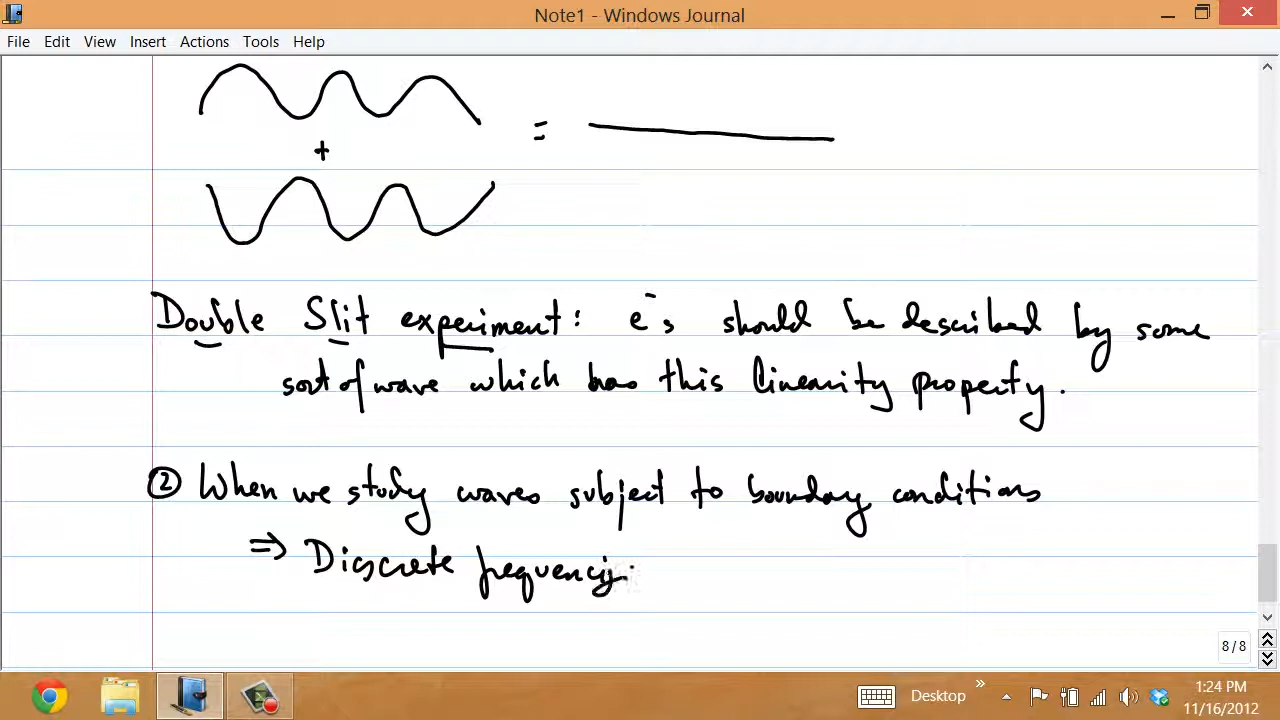 Note1 - Windows Journal
File Edit View Insert Actions Tools Help
+
=
Double Slit experiment: e⁻s should be described by some
sort of wave which has this linearity property.
② When we study waves subject to boundary conditions
⇒ Discrete
8 / 8
Desktop
1:24 PM
11/16/2012